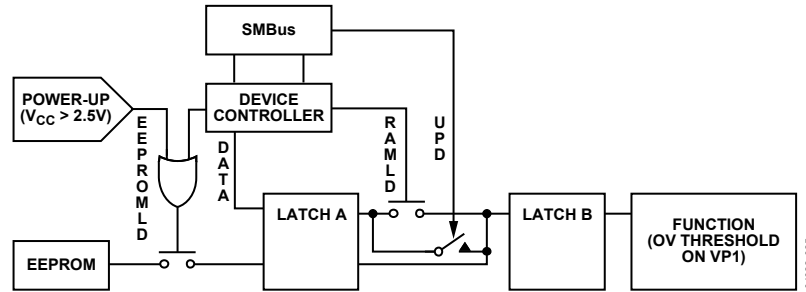 SMBus
POWER-UP
(VCC > 2.5V)
DEVICE
CONTROLLER
EEPROMLD
DATA
RAMLD
UPD
LATCH A
LATCH B
FUNCTION
(OV THRESHOLD
ON VP1)
EEPROM